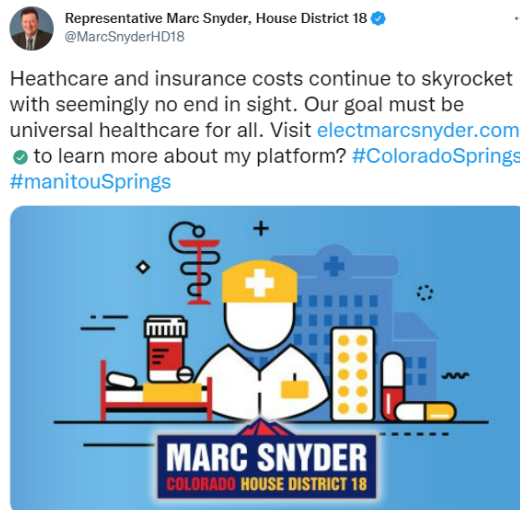 Representative Marc Snyder, House District 18
@MarcSnyderHD18
Heathcare and insurance costs continue to skyrocket
with seemingly no end in sight. Our goal must be
universal healthcare for all. Visit electmarcsnyder.com
to learn more about my platform? #ColoradoSprings
#manitouSprings
MARC SNYDER
COLORADO HOUSE DISTRICT 18